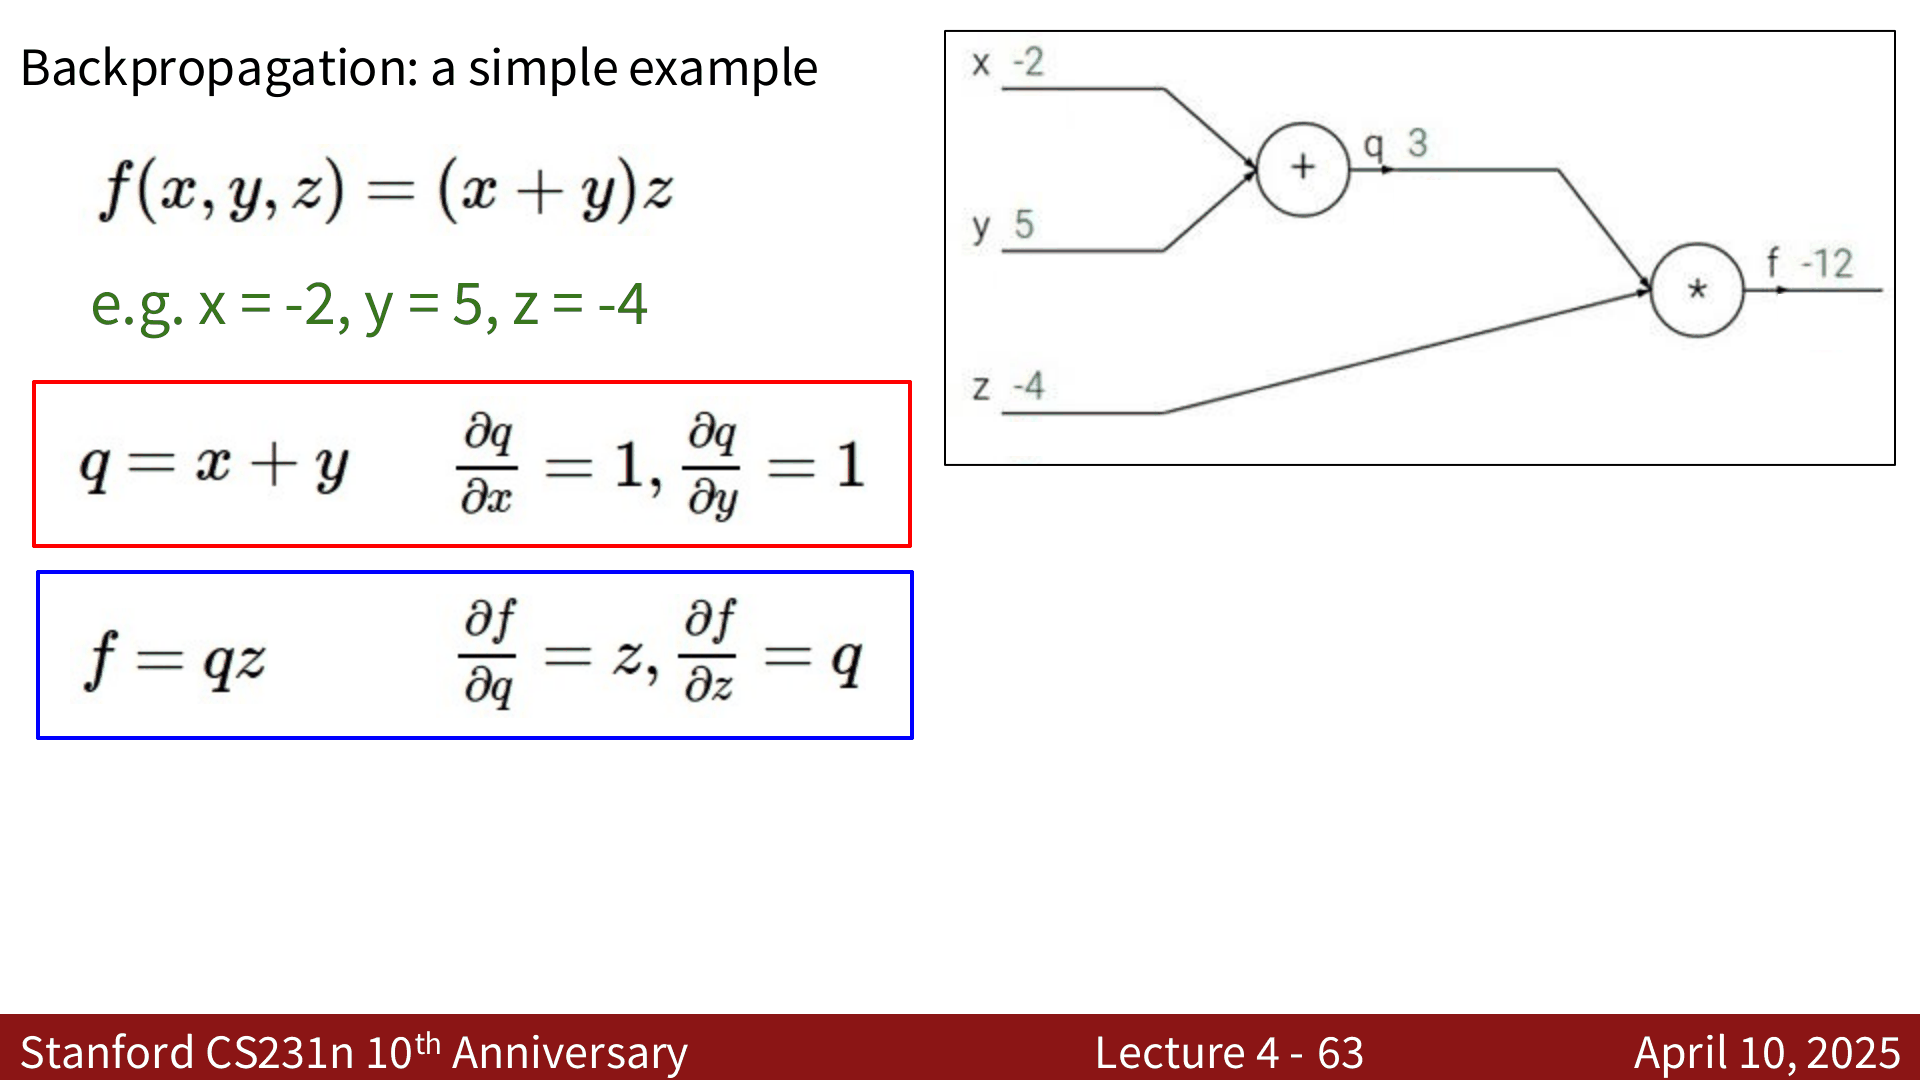 Backpropagation: a simple example
f(x, y, z) = (x + y)z
e.g. x = -2, y = 5, z = -4
q = x + y    ∂q/∂x = 1, ∂q/∂y = 1
f = qz    ∂f/∂q = z, ∂f/∂z = q
x -2
y 5
z -4
+
q 3
*
f -12
Stanford CS231n 10th Anniversary
Lecture 4 - 63
April 10, 2025